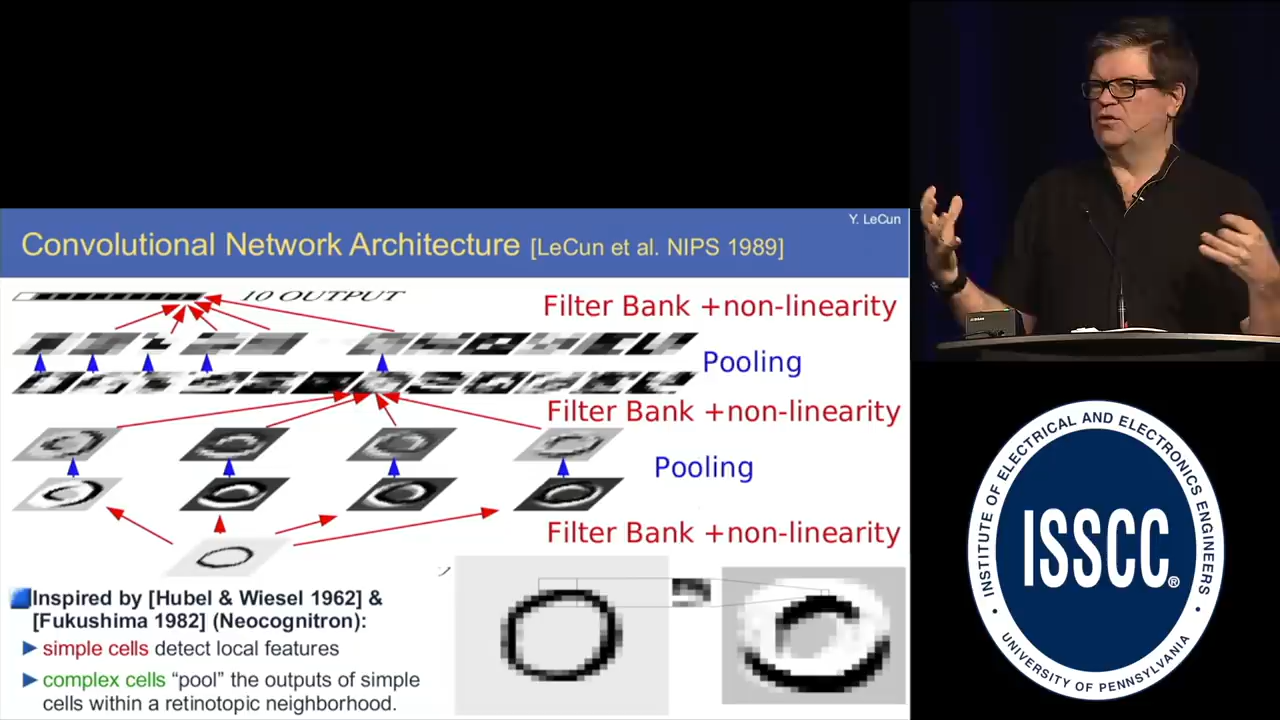 Y. LeCun
Convolutional Network Architecture [LeCun et al. NIPS 1989]
10 OUTPUT
Filter Bank +non-linearity
Pooling
Filter Bank +non-linearity
Pooling
Filter Bank +non-linearity
Inspired by [Hubel & Wiesel 1962] &
[Fukushima 1982] (Neocognitron):
simple cells detect local features
complex cells “pool” the outputs of simple
cells within a retinotopic neighborhood.
INSTITUTE OF ELECTRICAL AND ELECTRONICS ENGINEERS
ISSCC®
• UNIVERSITY OF PENNSYLVANIA •